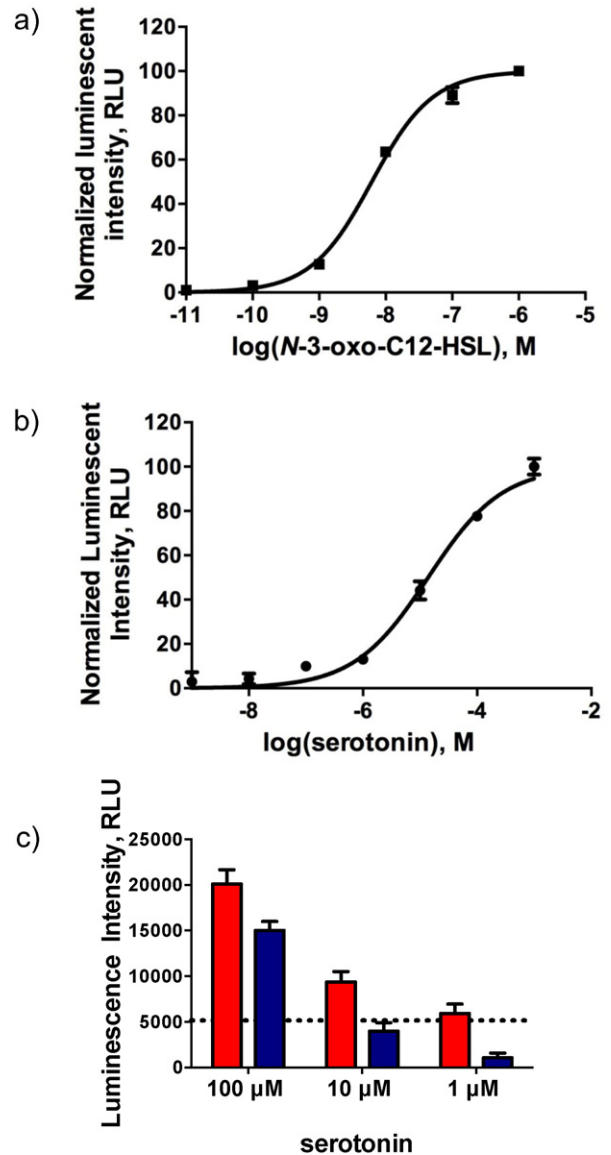 a)
Normalized luminescent
intensity, RLU
120
100
80
60
40
20
0
-11 -10 -9 -8 -7 -6 -5
log(N-3-oxo-C12-HSL), M
b)
Normalized Luminescent
Intensity, RLU
120
100
80
60
40
20
0
-8 -6 -4 -2
log(serotonin), M
c)
Luminescence Intensity, RLU
25000
20000
15000
10000
5000
0
100 µM 10 µM 1 µM
serotonin